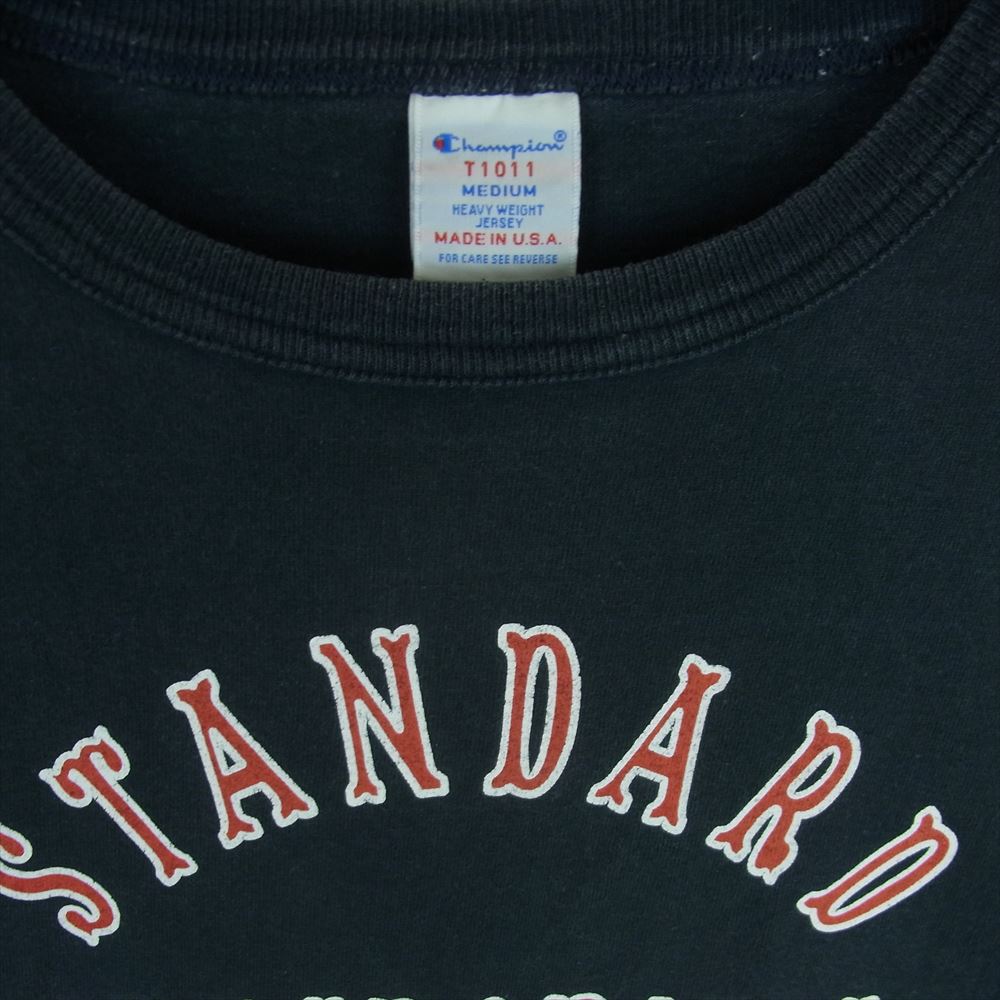 Champion®
T1011
MEDIUM
HEAVY WEIGHT
JERSEY
MADE IN U.S.A.
FOR CARE SEE REVERSE
STANDARD